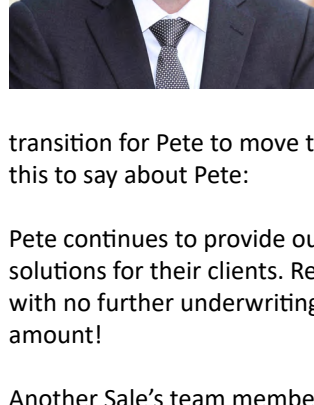 transition for Pete to move t
this to say about Pete:
Pete continues to provide ou
solutions for their clients. Re
with no further underwriting
amount!
Another Sale's team membe